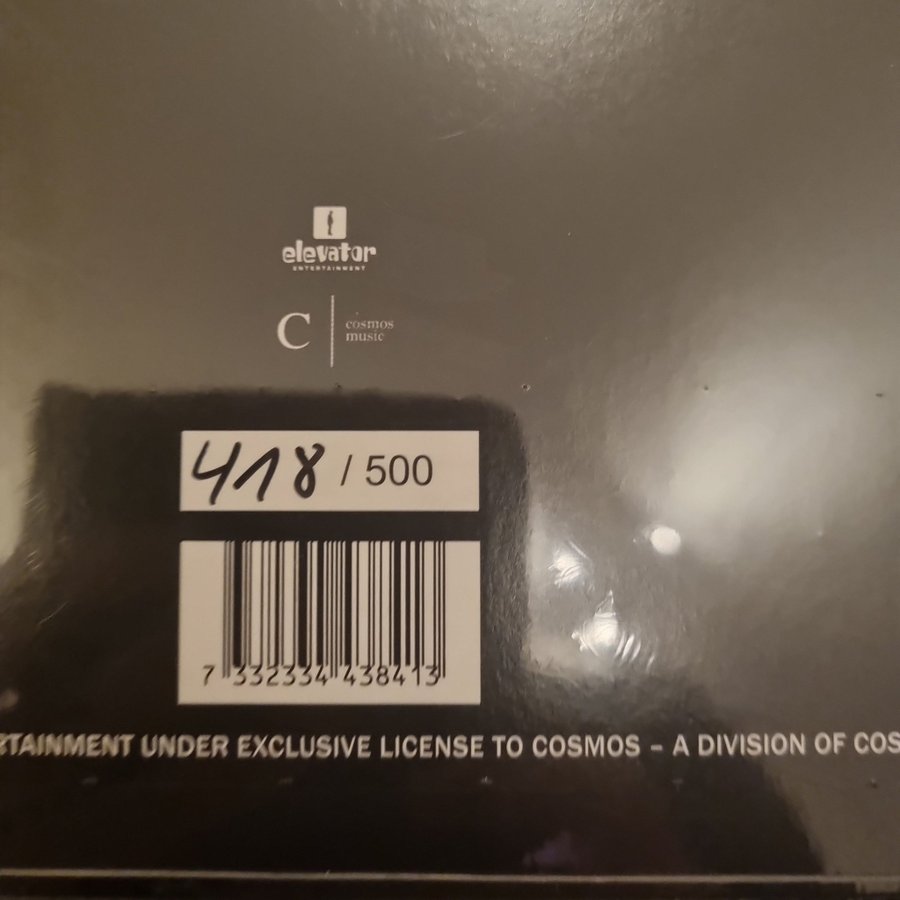 elevator
ENTERTAINMENT
C cosmos
music
418 / 500
7 332334 438413
RTAINMENT UNDER EXCLUSIVE LICENSE TO COSMOS – A DIVISION OF COS